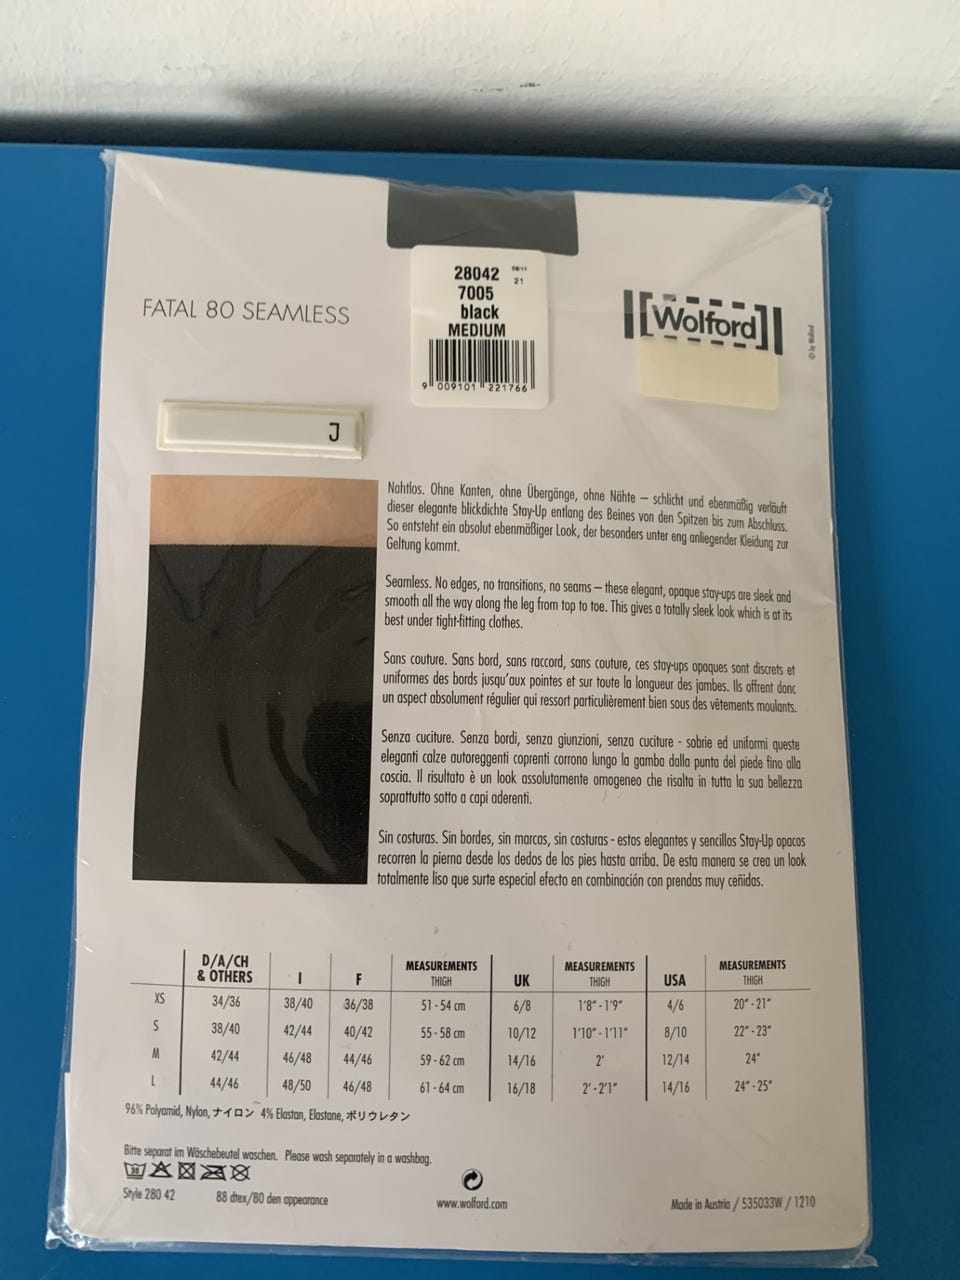 28042 09/11
7005 21
black
MEDIUM
9 009101 221766
FATAL 80 SEAMLESS
[Wolford]
© by Wolford
J
Nahtlos. Ohne Kanten, ohne Übergänge, ohne Nähte – schlicht und ebenmäßig verläuft
dieser elegante blickdichte Stay-Up entlang des Beines von den Spitzen bis zum Abschluss.
So entsteht ein absolut ebenmäßiger Look, der besonders unter eng anliegender Kleidung zur
Geltung kommt.
Seamless. No edges, no transitions, no seams – these elegant, opaque stay-ups are sleek and
smooth all the way along the leg from top to toe. This gives a totally sleek look which is at its
best under tight-fitting clothes.
Sans couture. Sans bord, sans raccord, sans couture, ces stay-ups opaques sont discrets et
uniformes des bords jusqu'aux pointes et sur toute la longueur des jambes. Ils offrent donc
un aspect absolument régulier qui ressort particulièrement bien sous des vêtements moulants.
Senza cuciture. Senza bordi, senza giunzioni, senza cuciture - sobrie ed uniformi queste
eleganti calze autoreggenti coprenti corrono lungo la gamba dalla punta del piede fino alla
coscia. Il risultato è un look assolutamente omogeneo che risalta in tutta la sua bellezza
soprattutto sotto a capi aderenti.
Sin costuras. Sin bordes, sin marcas, sin costuras - estos elegantes y sencillos Stay-Up opacos
recorren la pierna desde los dedos de los pies hasta arriba. De esta manera se crea un look
totalmente liso que surte especial efecto en combinación con prendas muy ceñidas.
D/A/CH & OTHERS I F MEASUREMENTS THIGH UK MEASUREMENTS THIGH USA MEASUREMENTS THIGH
XS 34/36 38/40 36/38 51 - 54 cm 6/8 1'8" - 1'9" 4/6 20" - 21"
S 38/40 42/44 40/42 55 - 58 cm 10/12 1'10" - 1'11" 8/10 22" - 23"
M 42/44 46/48 44/46 59 - 62 cm 14/16 2' 12/14 24"
L 44/46 48/50 46/48 61 - 64 cm 16/18 2' - 2'1" 14/16 24" - 25"
96% Polyamid, Nylon, ナイロン 4% Elastan, Elastane, ポリウレタン
Bitte separat im Wäschebeutel waschen. Please wash separately in a washbag.
30
Style 280 42 88 dtex/80 den appearance www.wolford.com Made in Austria / 535033W / 1210